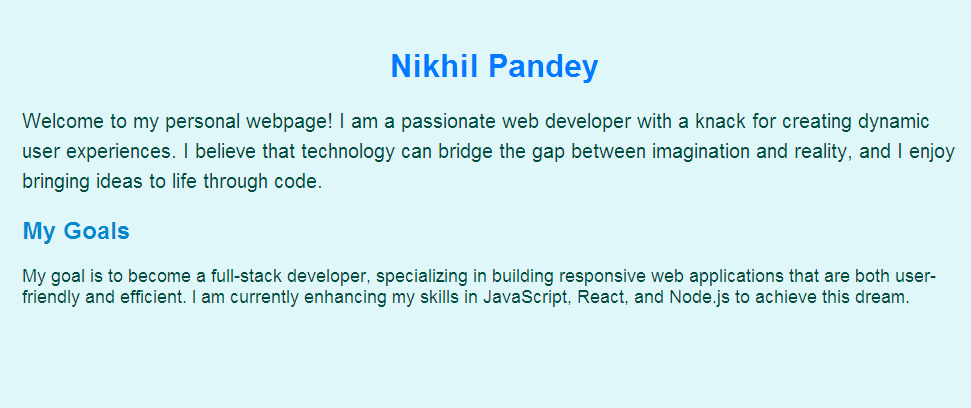 Nikhil Pandey
Welcome to my personal webpage! I am a passionate web developer with a knack for creating dynamic
user experiences. I believe that technology can bridge the gap between imagination and reality, and I enjoy
bringing ideas to life through code.
My Goals
My goal is to become a full-stack developer, specializing in building responsive web applications that are both user-
friendly and efficient. I am currently enhancing my skills in JavaScript, React, and Node.js to achieve this dream.